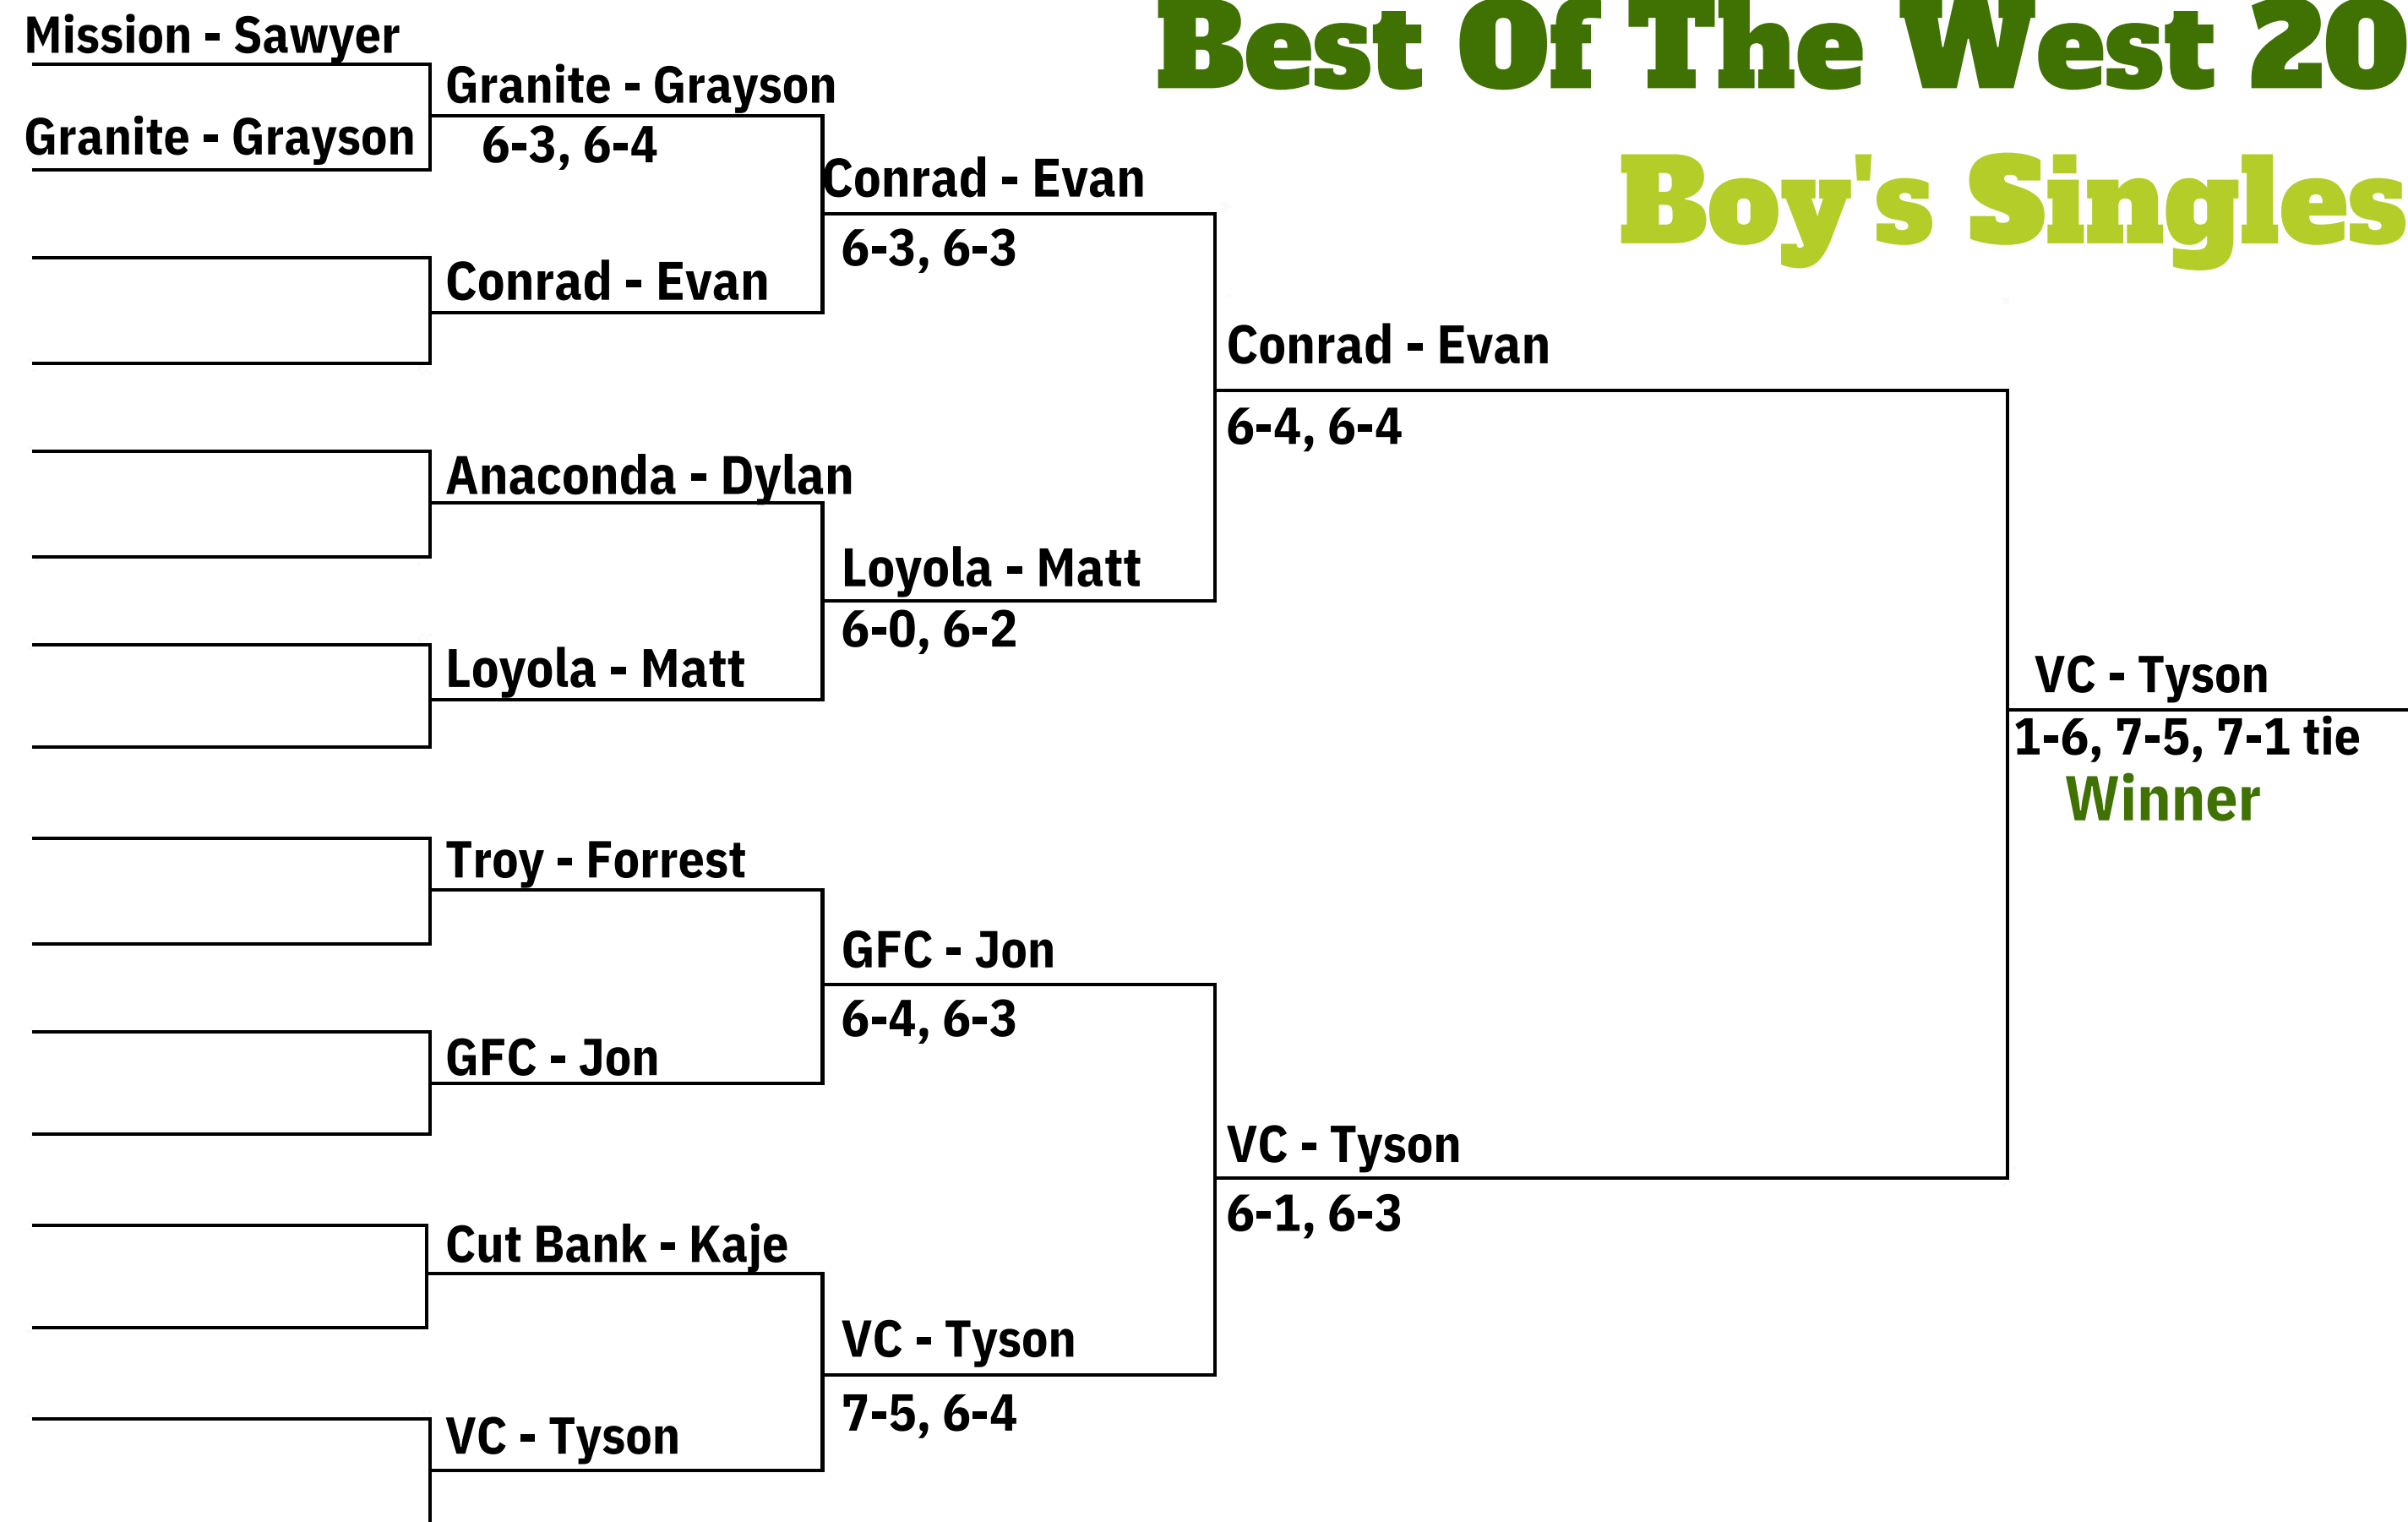 Best Of The West 20
Boy's Singles
Mission - Sawyer
Granite - Grayson
Granite - Grayson
6-3, 6-4
Conrad - Evan
Conrad - Evan
6-3, 6-3
Anaconda - Dylan
Loyola - Matt
Loyola - Matt
6-0, 6-2
Conrad - Evan
6-4, 6-4
Troy - Forrest
GFC - Jon
GFC - Jon
6-4, 6-3
Cut Bank - Kaje
VC - Tyson
VC - Tyson
7-5, 6-4
VC - Tyson
6-1, 6-3
VC - Tyson
1-6, 7-5, 7-1 tie
Winner